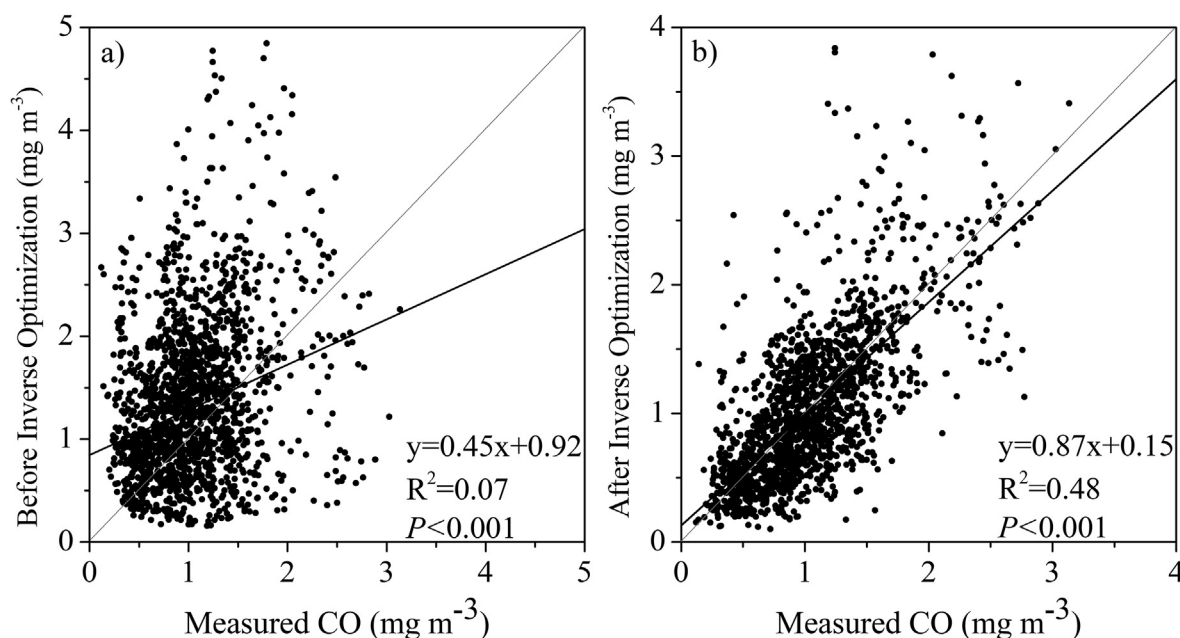 a)
Before Inverse Optimization (mg m⁻³)
5
4
3
2
1
0
0 1 2 3 4 5
Measured CO (mg m⁻³)
y=0.45x+0.92
R²=0.07
P<0.001
b)
After Inverse Optimization (mg m⁻³)
4
3
2
1
0
0 1 2 3 4
Measured CO (mg m⁻³)
y=0.87x+0.15
R²=0.48
P<0.001